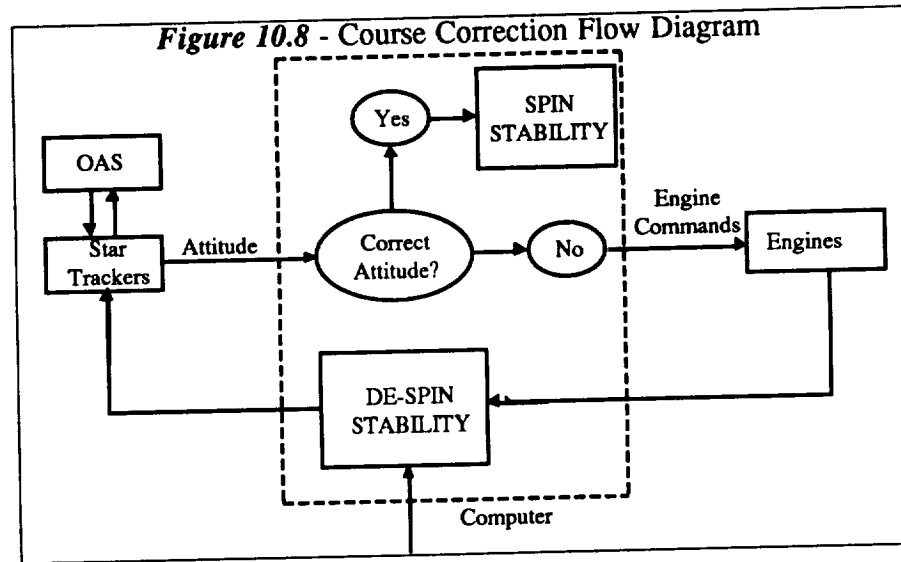 Figure 10.8 - Course Correction Flow Diagram
Yes
SPIN
STABILITY
OAS
Star
Trackers
Attitude
Correct
Attitude?
No
Engine
Commands
Engines
DE-SPIN
STABILITY
Computer